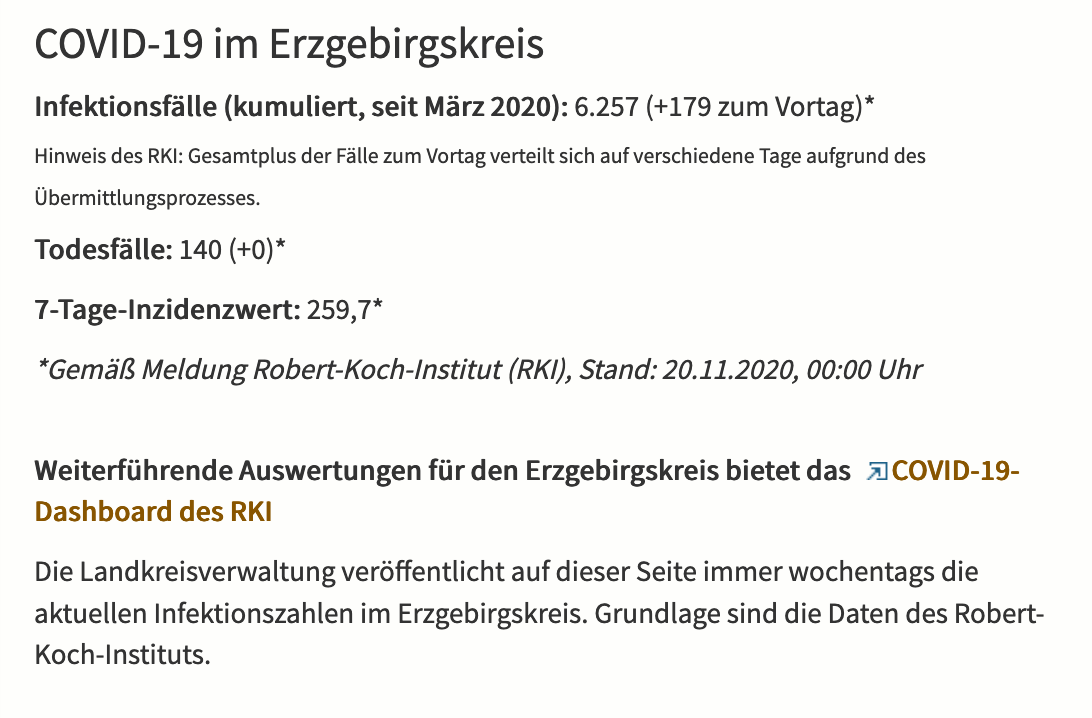 COVID-19 im Erzgebirgskreis
Infektionsfälle (kumuliert, seit März 2020): 6.257 (+179 zum Vortag)*
Hinweis des RKI: Gesamtplus der Fälle zum Vortag verteilt sich auf verschiedene Tage aufgrund des
Übermittlungsprozesses.
Todesfälle: 140 (+0)*
7-Tage-Inzidenzwert: 259,7*
*Gemäß Meldung Robert-Koch-Institut (RKI), Stand: 20.11.2020, 00:00 Uhr
Weiterführende Auswertungen für den Erzgebirgskreis bietet das COVID-19-
Dashboard des RKI
Die Landkreisverwaltung veröffentlicht auf dieser Seite immer wochentags die
aktuellen Infektionszahlen im Erzgebirgskreis. Grundlage sind die Daten des Robert-
Koch-Instituts.